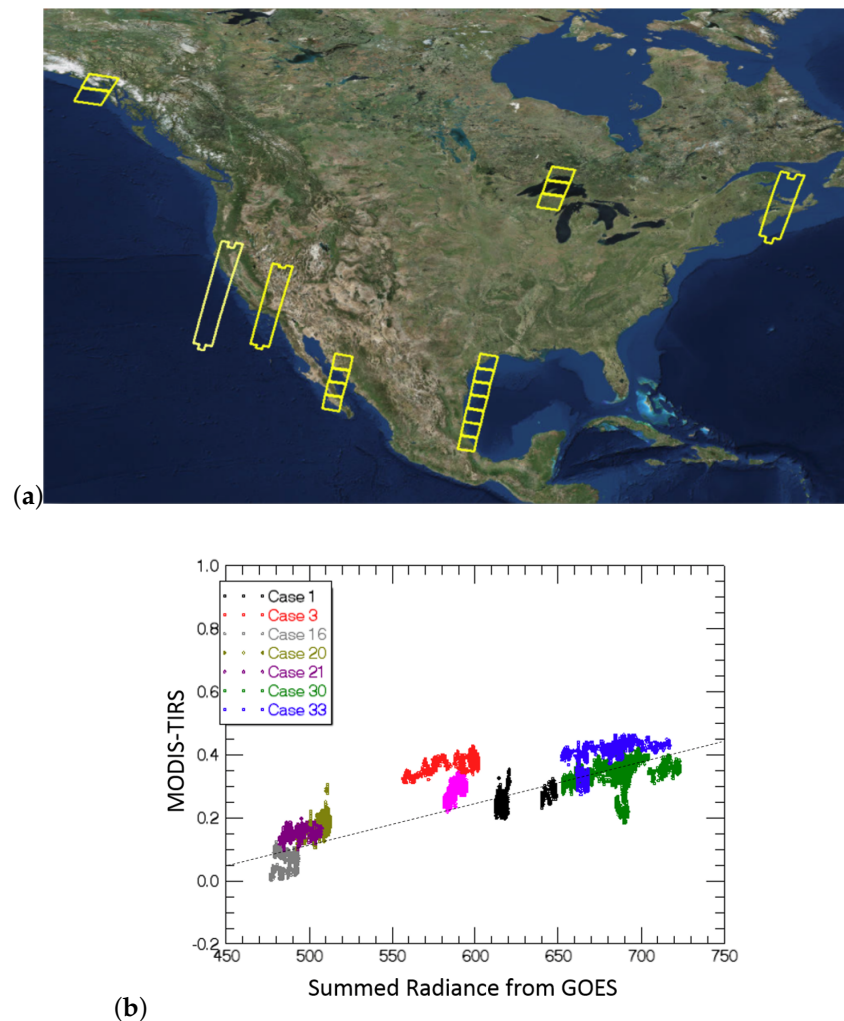 (a)
1.0
0.8
0.6
0.4
0.2
0.0
-0.2
MODIS-TIRS
Case 1
Case 3
Case 16
Case 20
Case 21
Case 30
Case 33
450 500 550 600 650 700 750
Summed Radiance from GOES
(b)